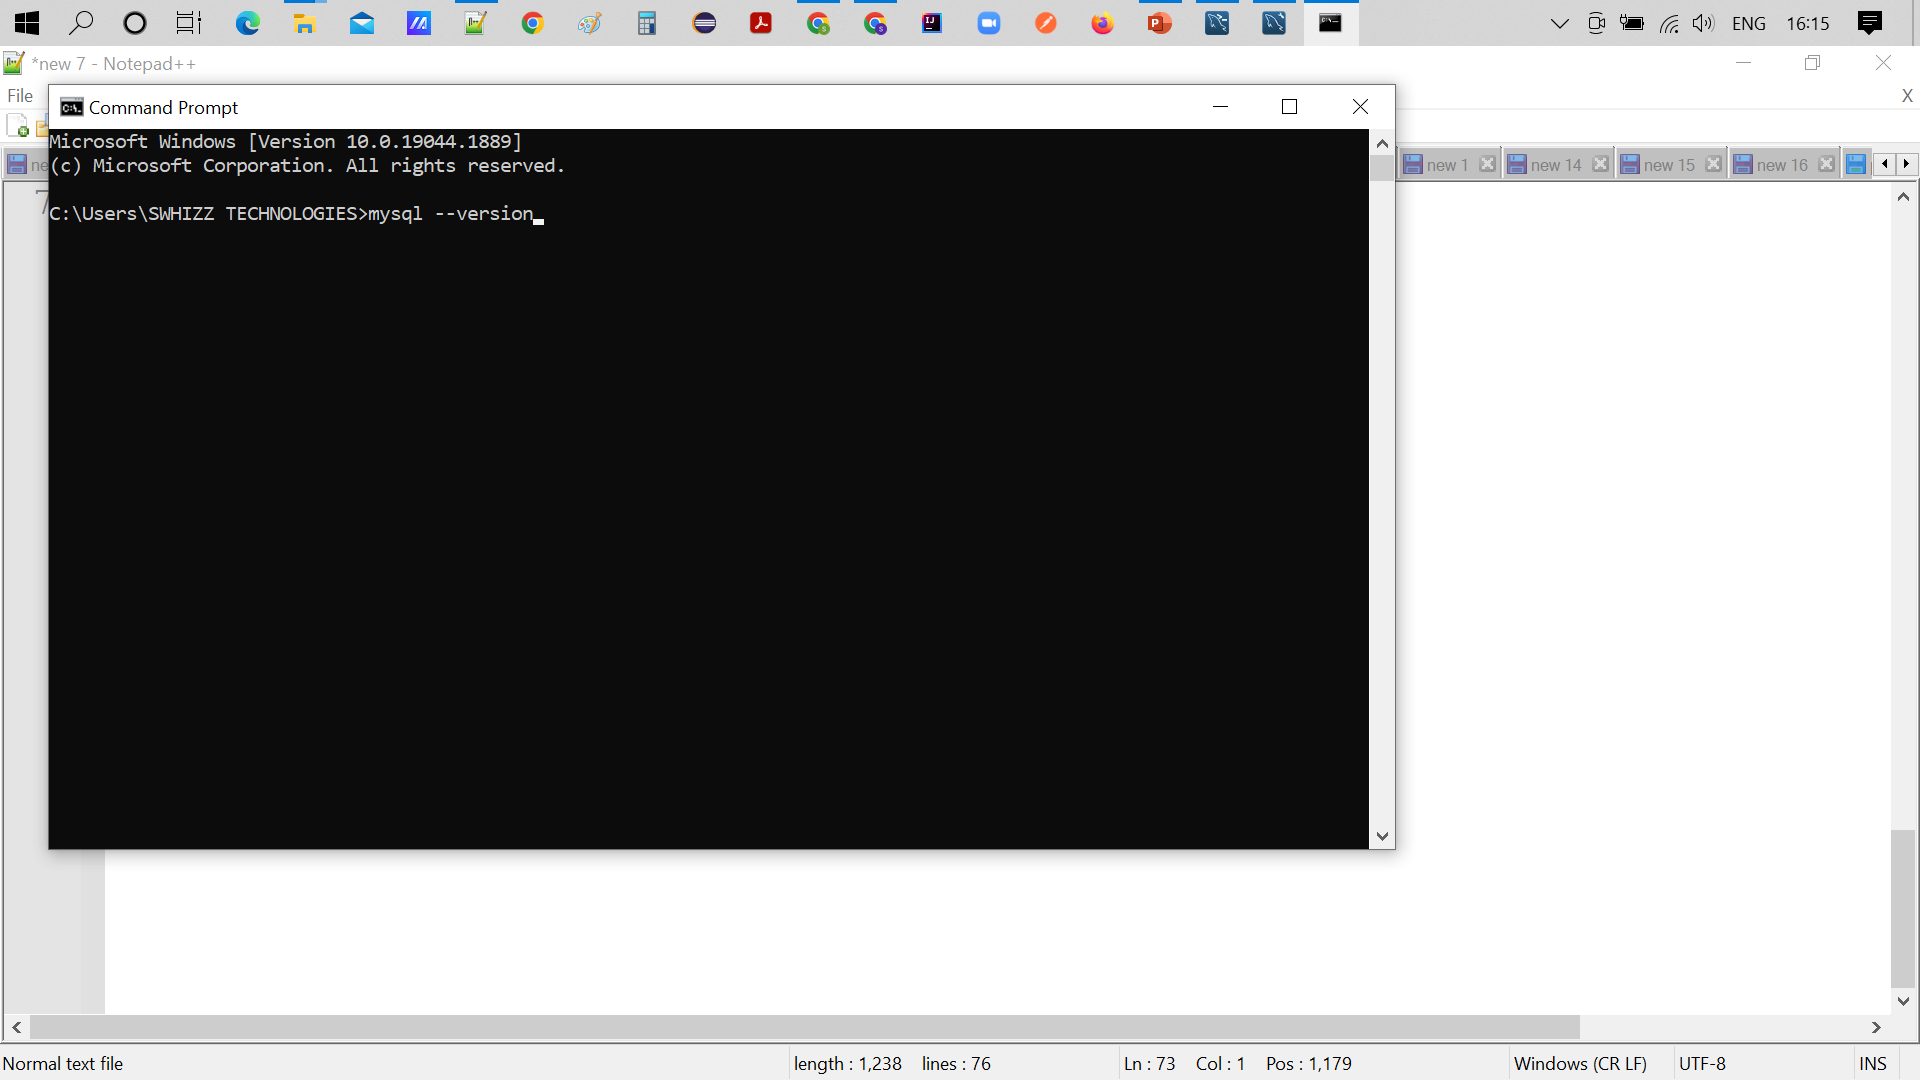 ENG
16:15
*new 7 - Notepad++
File
X
Command Prompt
Microsoft Windows [Version 10.0.19044.1889]
(c) Microsoft Corporation. All rights reserved.
C:\Users\SWHIZZ TECHNOLOGIES>mysql --version
ne
new 1
new 14
new 15
new 16
7
Normal text file
length : 1,238 lines : 76
Ln : 73 Col : 1 Pos : 1,179
Windows (CR LF)
UTF-8
INS